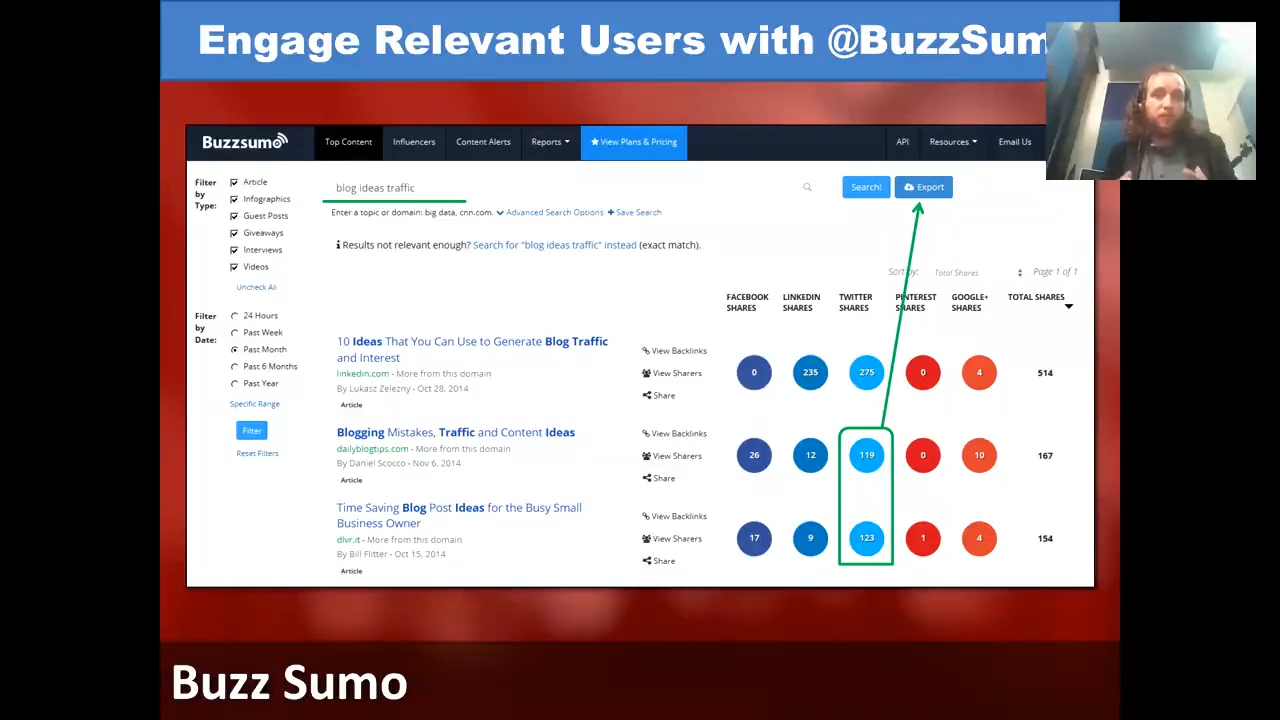 Engage Relevant Users with @BuzzSum
Buzzsumo
Top Content
Influencers
Content Alerts
Reports
View Plans & Pricing
API
Resources
Email Us
Filter by Type:
Article
Infographics
Guest Posts
Giveaways
Interviews
Videos
Uncheck All
Filter by Date:
24 Hours
Past Week
Past Month
Past 6 Months
Past Year
Specific Range
Filter
Reset Filters
blog ideas traffic
Search!
Export
Enter a topic or domain: big data, cnn.com. Advanced Search Options + Save Search
Results not relevant enough? Search for "blog ideas traffic" instead (exact match).
Sort by: Total Shares
Page 1 of 1
FACEBOOK SHARES
LINKEDIN SHARES
TWITTER SHARES
PINTEREST SHARES
GOOGLE+ SHARES
TOTAL SHARES
10 Ideas That You Can Use to Generate Blog Traffic
and Interest
linkedin.com - More from this domain
By Lukasz Zelezny - Oct 28, 2014
Article
View Backlinks
View Sharers
Share
0 235 275 0 4 514
Blogging Mistakes, Traffic and Content Ideas
dailyblogtips.com - More from this domain
By Daniel Scocco - Nov 6, 2014
Article
View Backlinks
View Sharers
Share
26 12 119 0 10 167
Time Saving Blog Post Ideas for the Busy Small
Business Owner
dlvr.it - More from this domain
By Bill Flitter - Oct 15, 2014
Article
View Backlinks
View Sharers
Share
17 9 123 1 4 154
Buzz Sumo